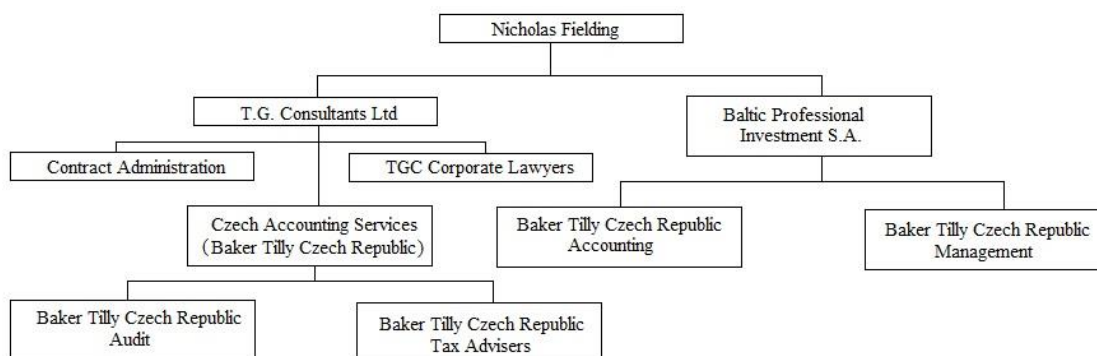 Nicholas Fielding
T.G. Consultants Ltd
Baltic Professional
Investment S.A.
Contract Administration
TGC Corporate Lawyers
Czech Accounting Services
（Baker Tilly Czech Republic）
Baker Tilly Czech Republic
Accounting
Baker Tilly Czech Republic
Management
Baker Tilly Czech Republic
Audit
Baker Tilly Czech Republic
Tax Advisers